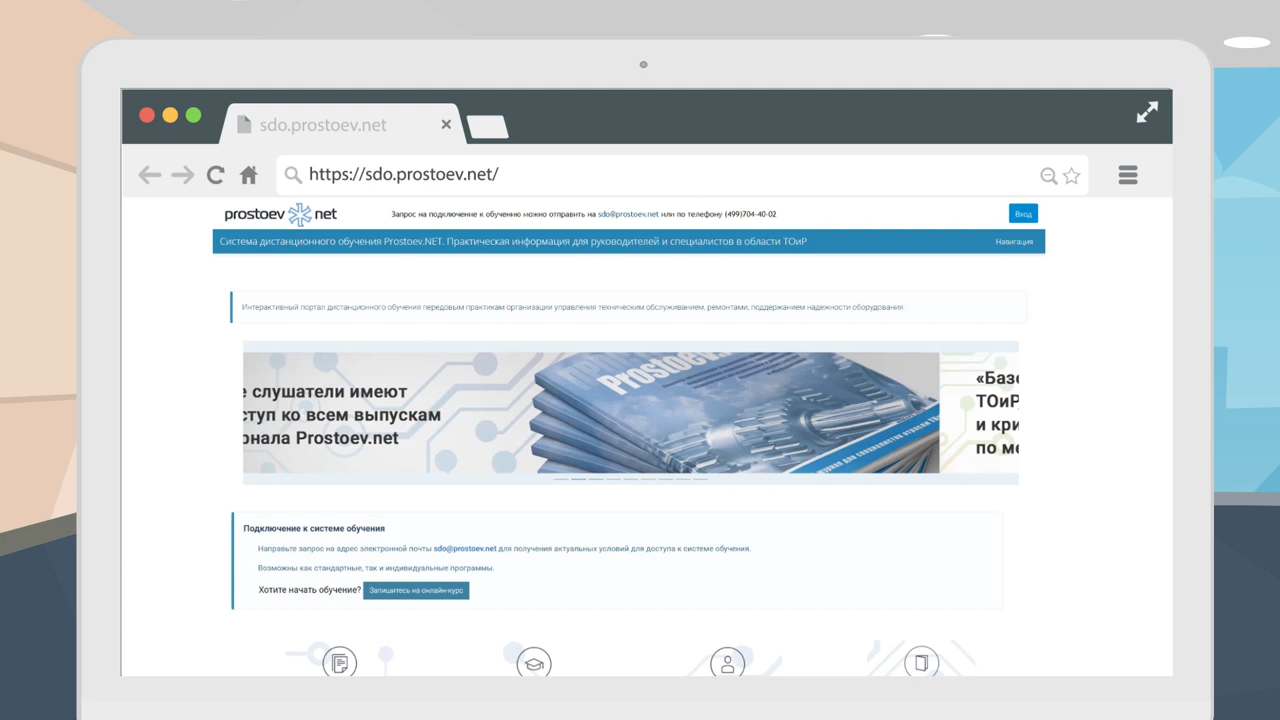 sdo.prostoev.net
https://sdo.prostoev.net/
prostoev net
Запрос на подключение к обучению можно отправить на sdo@prostoev.net или по телефону (499)704-40-02
Вход
Система дистанционного обучения Prostoev.NET. Практическая информация для руководителей и специалистов в области ТОиР
Навигация
Интерактивный портал дистанционного обучения передовым практикам организации управления техническим обслуживанием, ремонтами, поддержанием надежности оборудования
е слушатели имеют
ступ ко всем выпускам
рнала Prostoev.net
Prostoev.
«Баз
ТОиР
и кри
по ме
Подключение к системе обучения
Направьте запрос на адрес электронной почты sdo@prostoev.net для получения актуальных условий для доступа к системе обучения.
Возможны как стандартные, так и индивидуальные программы.
Хотите начать обучение? Запишитесь на онлайн-курс